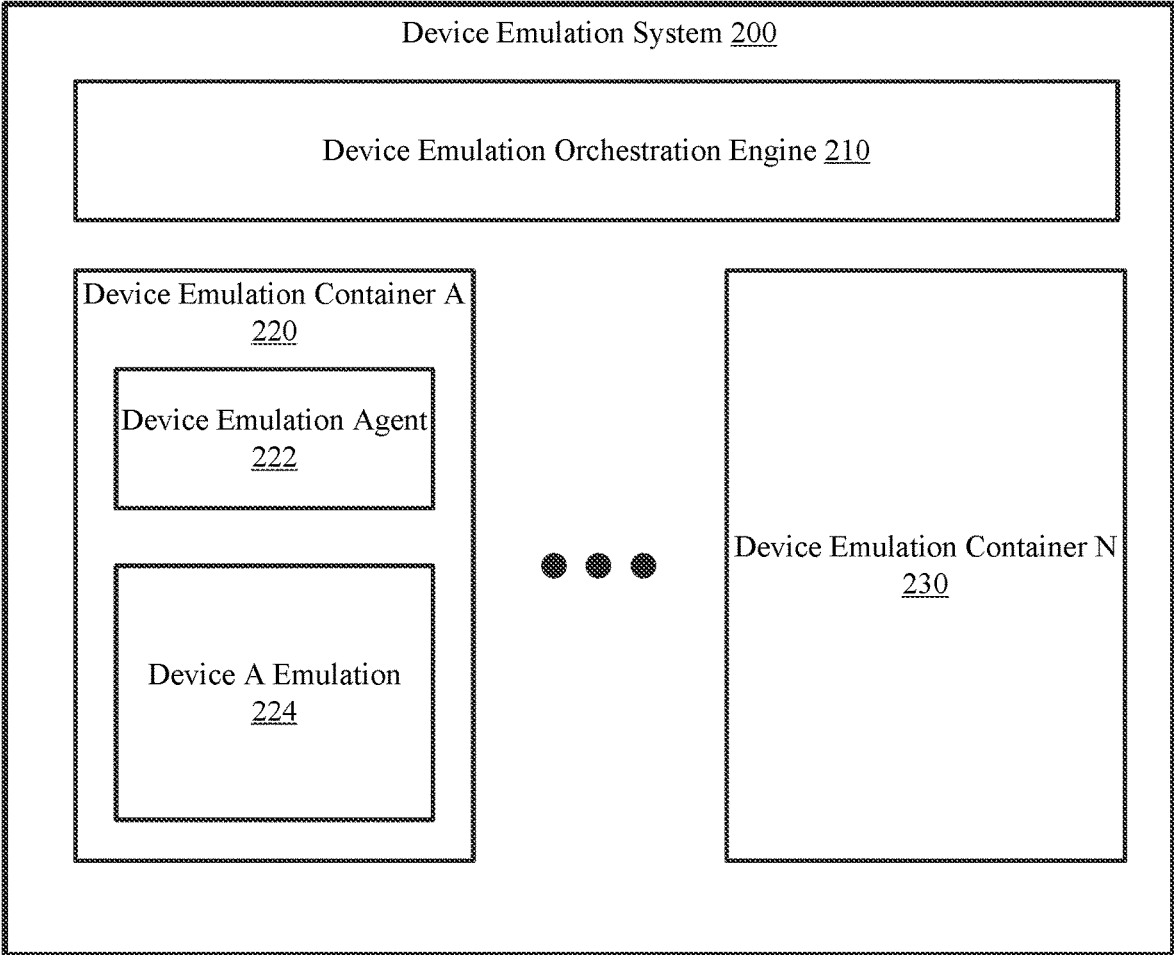 Device Emulation System 200
Device Emulation Orchestration Engine 210
Device Emulation Container A
220
Device Emulation Agent
222
Device A Emulation
224
Device Emulation Container N
230